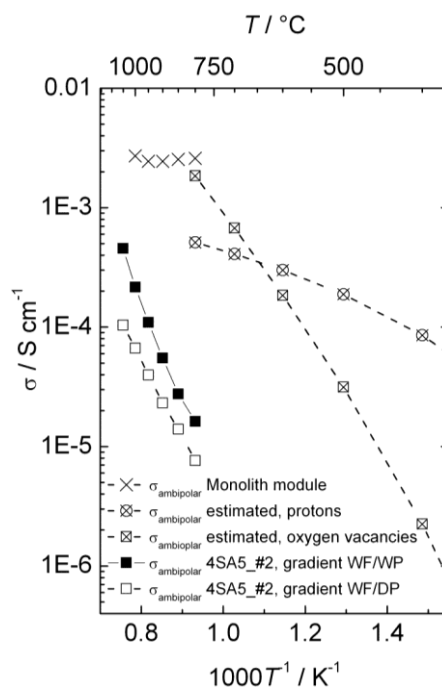 T / °C
1000 750 500
0.01
1E-3
1E-4
1E-5
1E-6
σ / S cm⁻¹
σambipolar Monolith module
σambipolar estimated, protons
σambioplar estimated, oxygen vacancies
σambipolar 4SA5_#2, gradient WF/WP
σambipolar 4SA5_#2, gradient WF/DP
0.8 1.0 1.2 1.4
1000T¹ / K⁻¹